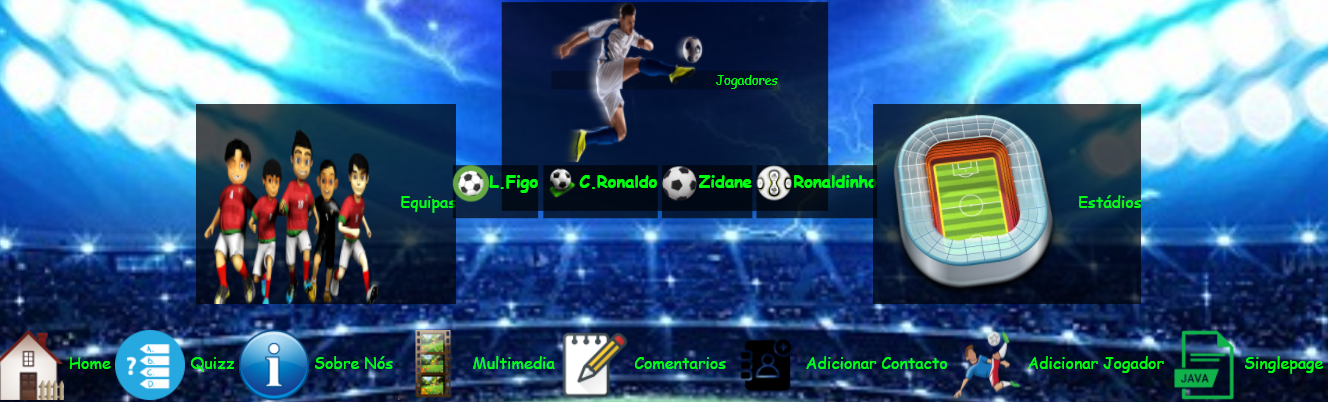 Jogadores
Equipas
L.Figo
C.Ronaldo
Zidane
Ronaldinho
Estádios
Home
? A. B. C. D
Quizz
i
Sobre Nós
Multimedia
Comentarios
Adicionar Contacto
Adicionar Jogador
JAVA
Singlepage